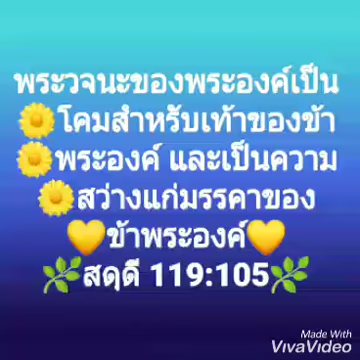 พระวจนะของพระองค์เป็น
🌼โคมสำหรับเท้าของข้า
🌼พระองค์ และเป็นความ
🌼สว่างแก่มรรคาของ
💛ข้าพระองค์💛
🌿สดุดี 119:105🌿
Made With
VivaVideo